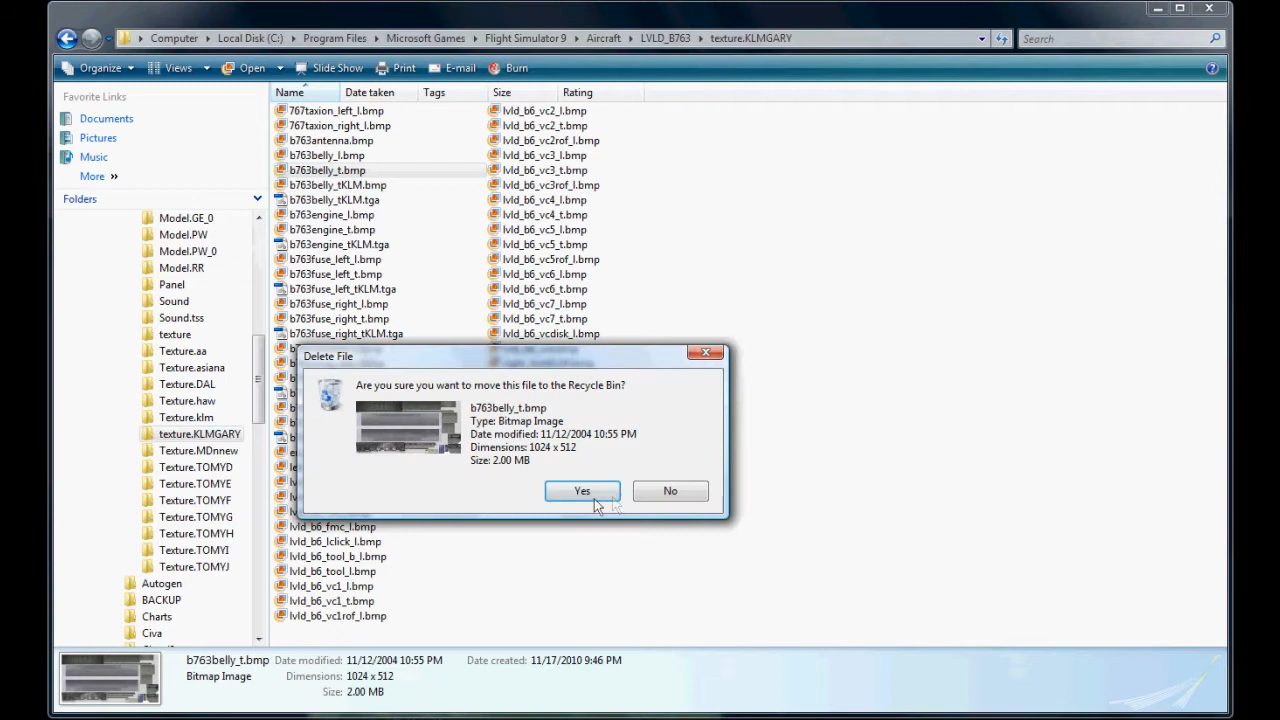 Computer Local Disk (C:) Program Files Microsoft Games Flight Simulator 9 Aircraft LVLD_B763 texture.KLMGARY Search
Organize Views Open Slide Show Print E-mail Burn
Favorite Links
Documents
Pictures
Music
More »
Folders
Model.GE_0
Model.PW
Model.PW_0
Model.RR
Panel
Sound
Sound.tss
texture
Texture.aa
Texture.asiana
Texture.DAL
Texture.haw
Texture.klm
texture.KLMGARY
Texture.MDnnew
Texture.TOMYD
Texture.TOMYE
Texture.TOMYF
Texture.TOMYG
Texture.TOMYH
Texture.TOMYI
Texture.TOMYJ
Autogen
BACKUP
Charts
Civa
Name Date taken Tags Size Rating
767taxion_left_l.bmp
767taxion_right_l.bmp
b763antenna.bmp
b763belly_l.bmp
b763belly_t.bmp
b763belly_tKLM.bmp
b763belly_tKLM.tga
b763engine_l.bmp
b763engine_t.bmp
b763engine_tKLM.tga
b763fuse_left_l.bmp
b763fuse_left_t.bmp
b763fuse_left_tKLM.tga
b763fuse_right_l.bmp
b763fuse_right_t.bmp
b763fuse_right_tKLM.tga
lvld_b6_fmc_l.bmp
lvld_b6_lclick_l.bmp
lvld_b6_tool_b_l.bmp
lvld_b6_tool_l.bmp
lvld_b6_vc1_l.bmp
lvld_b6_vc1_t.bmp
lvld_b6_vc1rof_l.bmp
lvld_b6_vc2_l.bmp
lvld_b6_vc2_t.bmp
lvld_b6_vc2rof_l.bmp
lvld_b6_vc3_l.bmp
lvld_b6_vc3_t.bmp
lvld_b6_vc3rof_l.bmp
lvld_b6_vc4_l.bmp
lvld_b6_vc4_t.bmp
lvld_b6_vc5_l.bmp
lvld_b6_vc5_t.bmp
lvld_b6_vc5rof_l.bmp
lvld_b6_vc6_l.bmp
lvld_b6_vc6_t.bmp
lvld_b6_vc7_l.bmp
lvld_b6_vc7_t.bmp
lvld_b6_vcdisk_l.bmp
Delete File
Are you sure you want to move this file to the Recycle Bin?
b763belly_t.bmp
Type: Bitmap Image
Date modified: 11/12/2004 10:55 PM
Dimensions: 1024 x 512
Size: 2.00 MB
Yes No
b763belly_t.bmp Date modified: 11/12/2004 10:55 PM Date created: 11/17/2010 9:46 PM
Bitmap Image Dimensions: 1024 x 512
Size: 2.00 MB